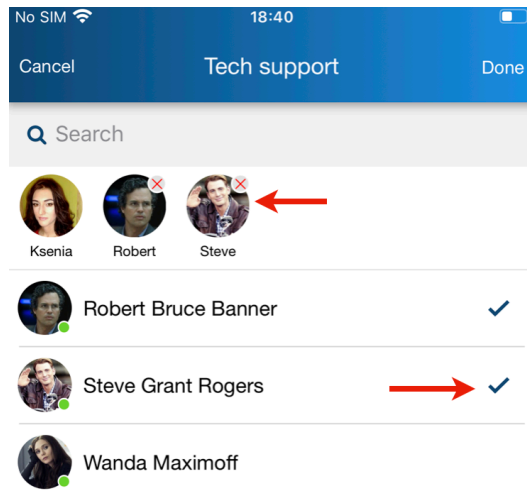 No SIM 18:40
Cancel Tech support Done
Search
Ksenia Robert Steve
Robert Bruce Banner
Steve Grant Rogers
Wanda Maximoff